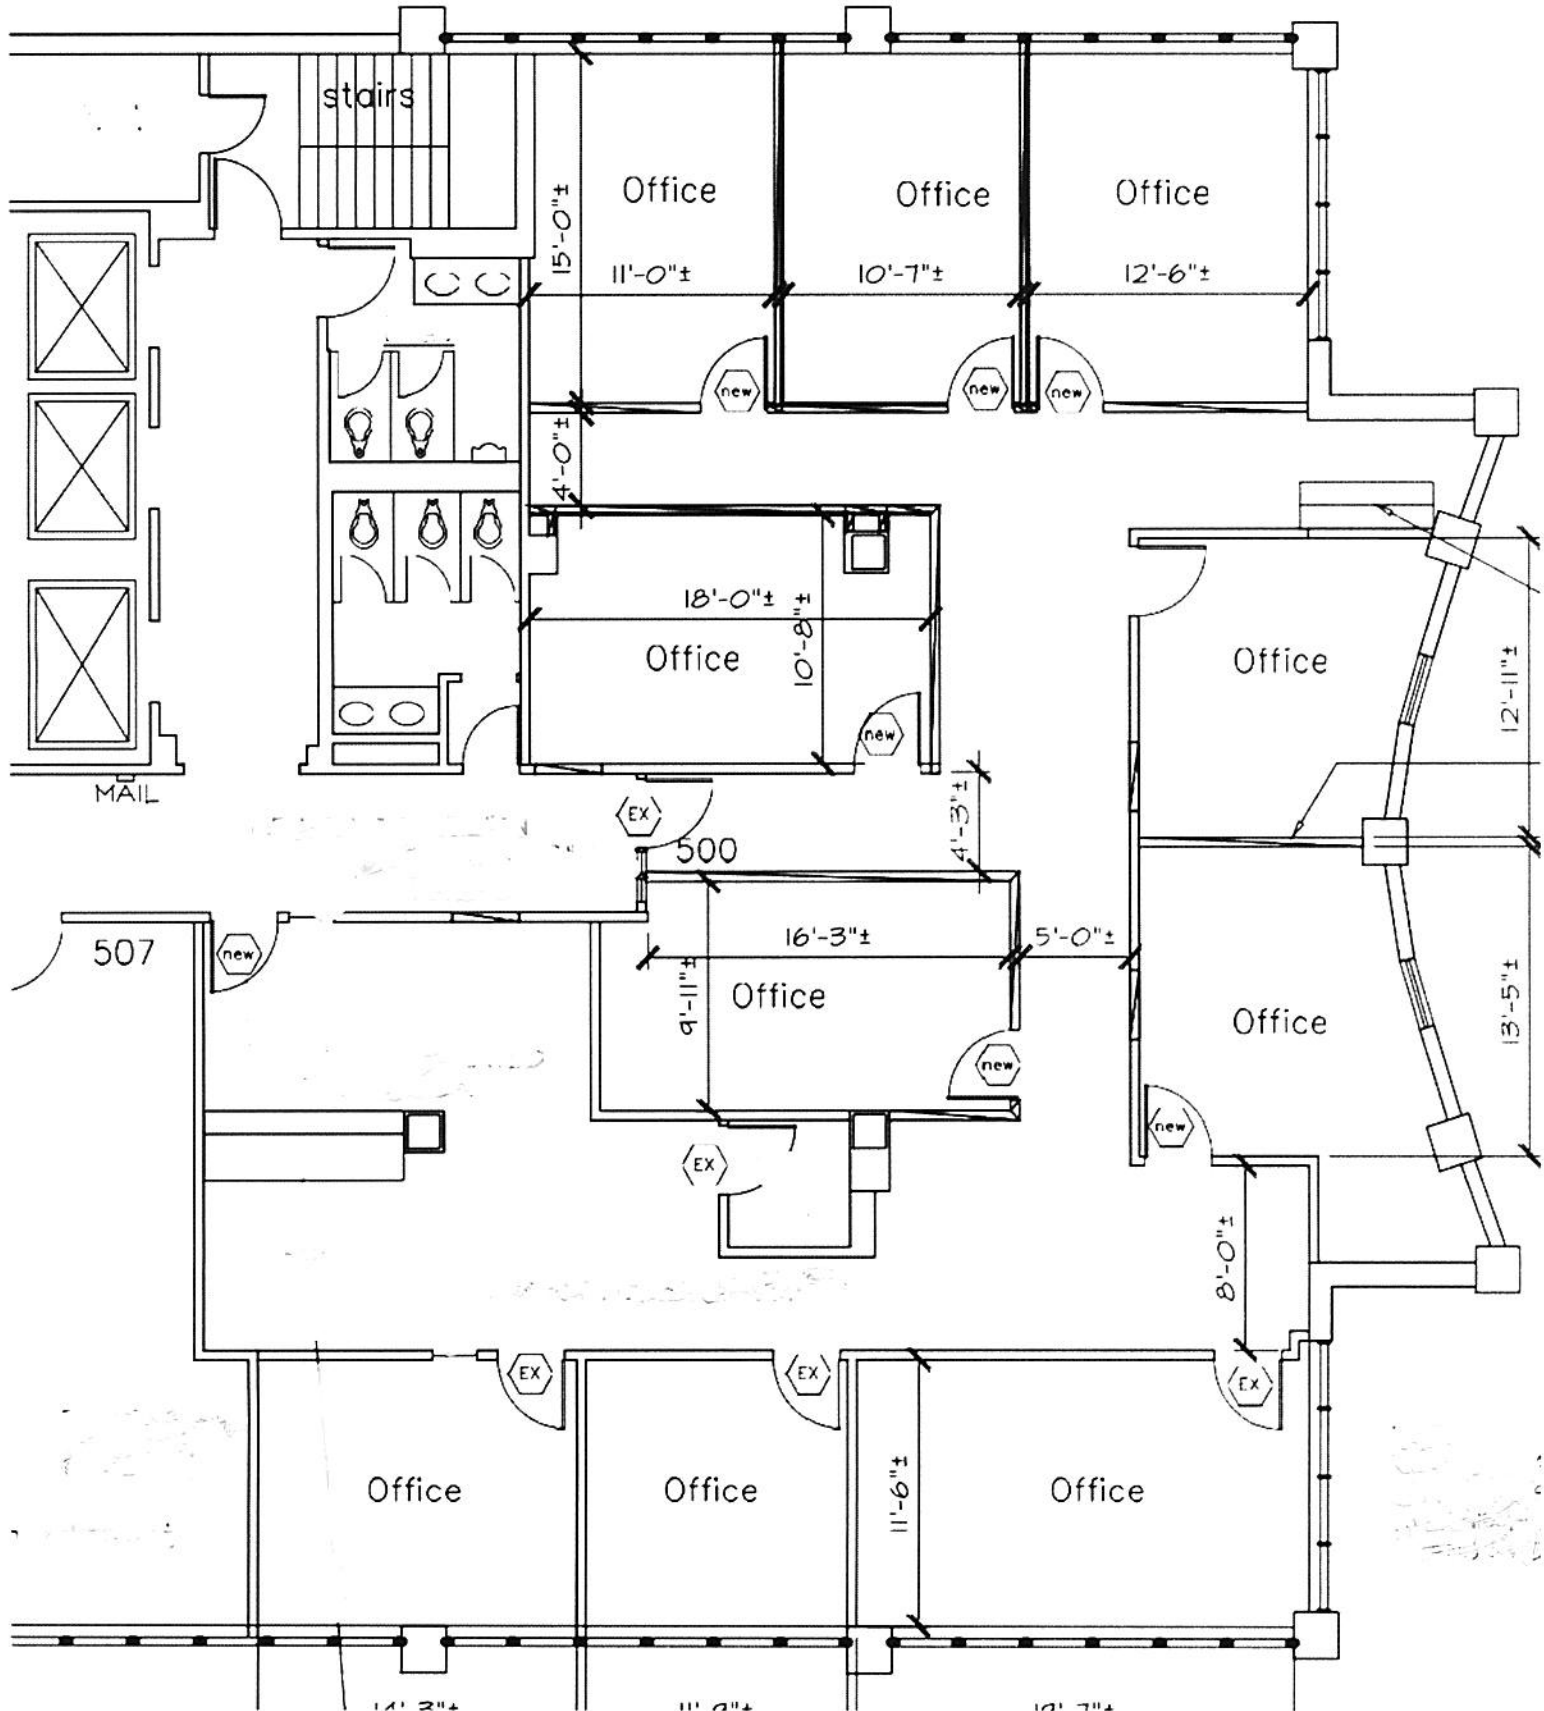 stairs
Office
Office
Office
15'-0"±
11'-0"±
10'-7"±
12'-6"±
new
new
new
4'-0"±
18'-0"±
10'-8"±
Office
new
Office
12'-11"±
MAIL
EX
500
4'-3"±
507
new
16'-3"±
5'-0"±
9'-11"±
Office
new
Office
13'-5"±
new
EX
8'-0"±
EX
EX
EX
Office
Office
11'-6"±
Office